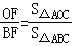 OF/BF = S△AOC/S△ABC